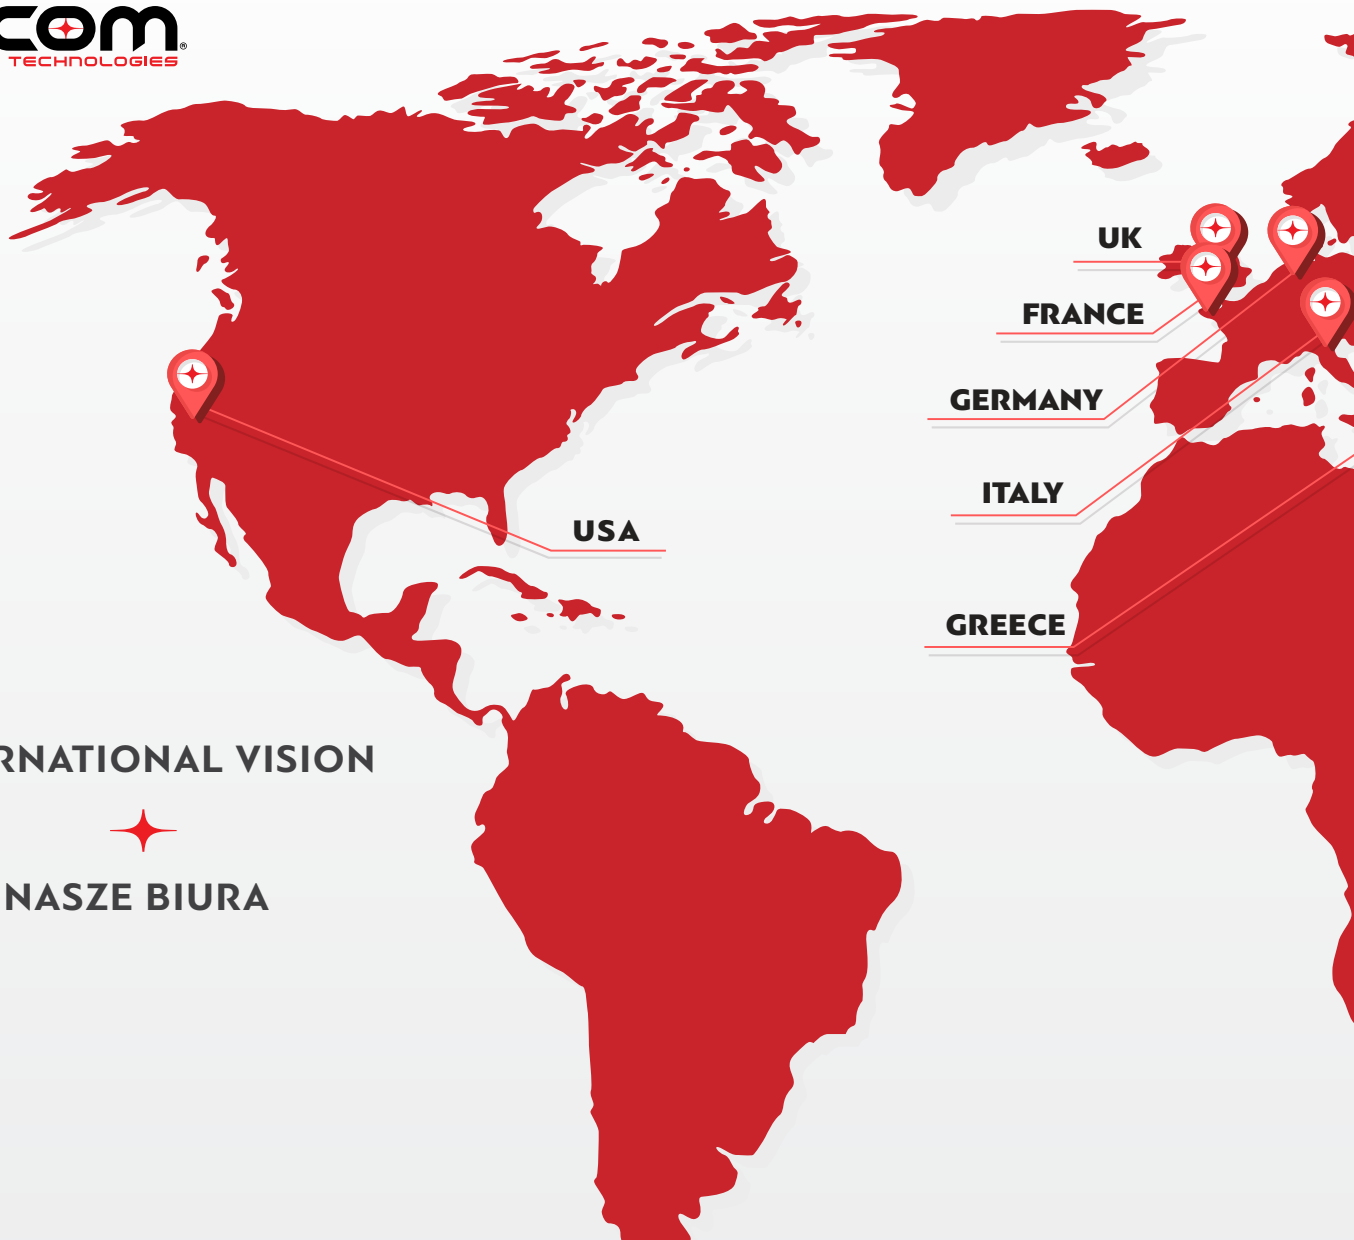 COM®
TECHNOLOGIES
UK
FRANCE
GERMANY
ITALY
USA
GREECE
RNATIONAL VISION
NASZE BIURA